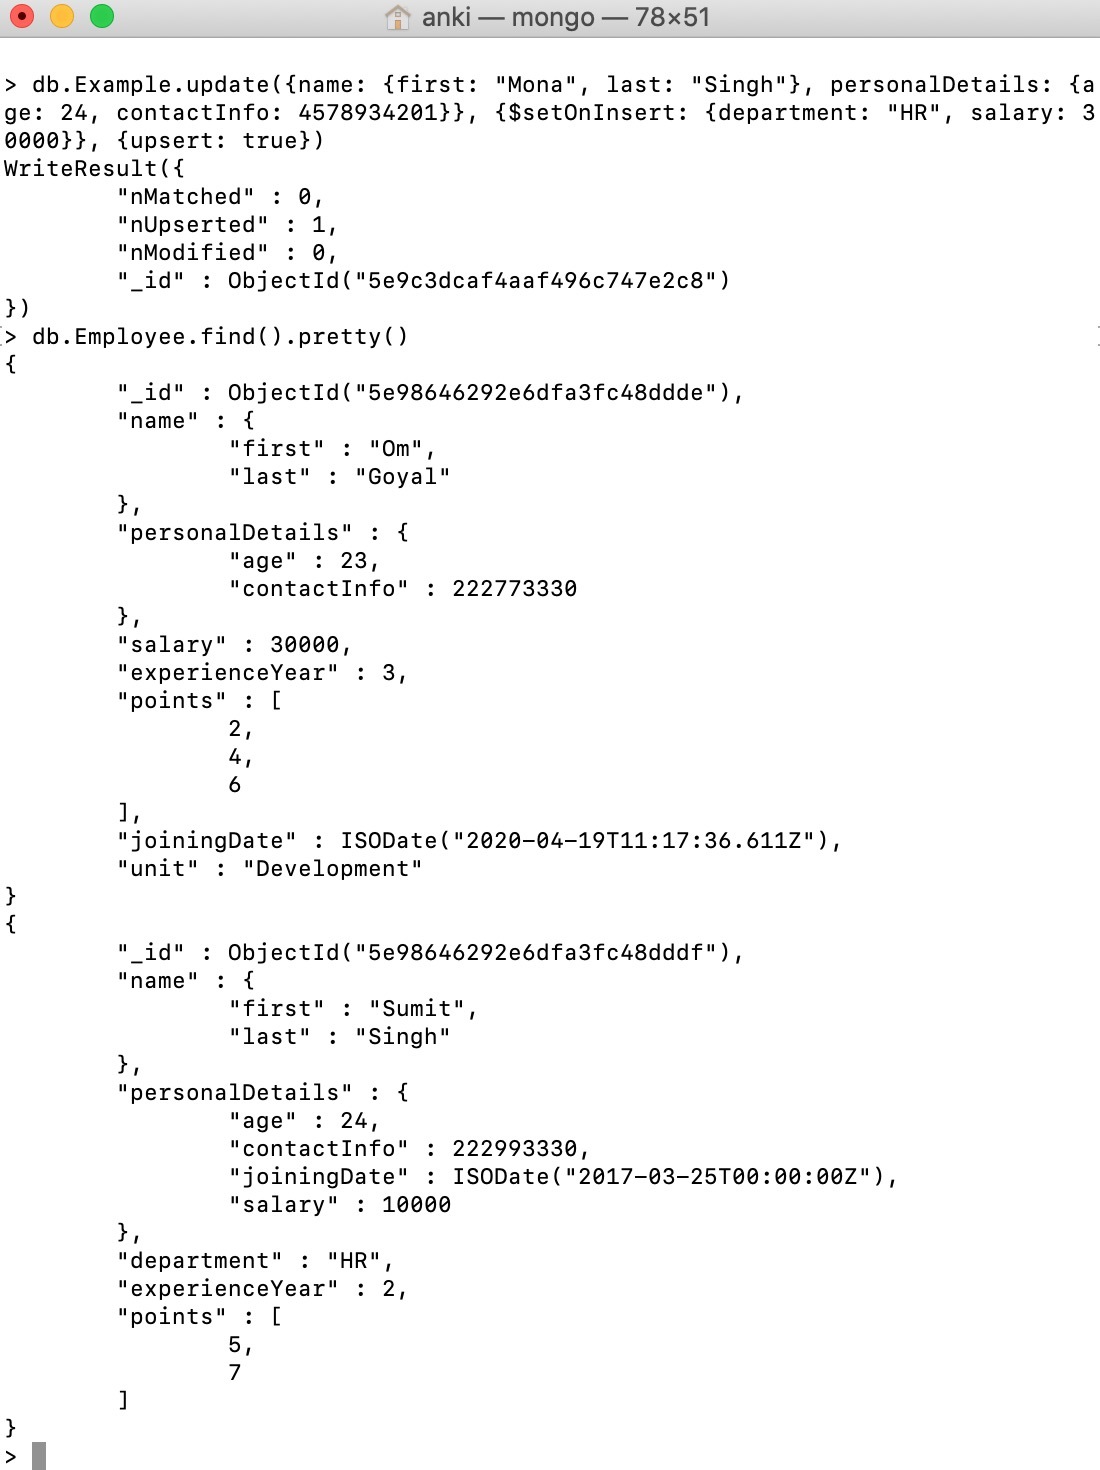 anki — mongo — 78×51
> db.Example.update({name: {first: "Mona", last: "Singh"}, personalDetails: {a
ge: 24, contactInfo: 4578934201}}, {$setOnInsert: {department: "HR", salary: 3
0000}}, {upsert: true})
WriteResult({
        "nMatched" : 0,
        "nUpserted" : 1,
        "nModified" : 0,
        "_id" : ObjectId("5e9c3dcaf4aaf496c747e2c8")
})
> db.Employee.find().pretty()
{
        "_id" : ObjectId("5e98646292e6dfa3fc48ddde"),
        "name" : {
                "first" : "Om",
                "last" : "Goyal"
        },
        "personalDetails" : {
                "age" : 23,
                "contactInfo" : 222773330
        },
        "salary" : 30000,
        "experienceYear" : 3,
        "points" : [
                2,
                4,
                6
        ],
        "joiningDate" : ISODate("2020-04-19T11:17:36.611Z"),
        "unit" : "Development"
}
{
        "_id" : ObjectId("5e98646292e6dfa3fc48dddf"),
        "name" : {
                "first" : "Sumit",
                "last" : "Singh"
        },
        "personalDetails" : {
                "age" : 24,
                "contactInfo" : 222993330,
                "joiningDate" : ISODate("2017-03-25T00:00:00Z"),
                "salary" : 10000
        },
        "department" : "HR",
        "experienceYear" : 2,
        "points" : [
                5,
                7
        ]
}
>